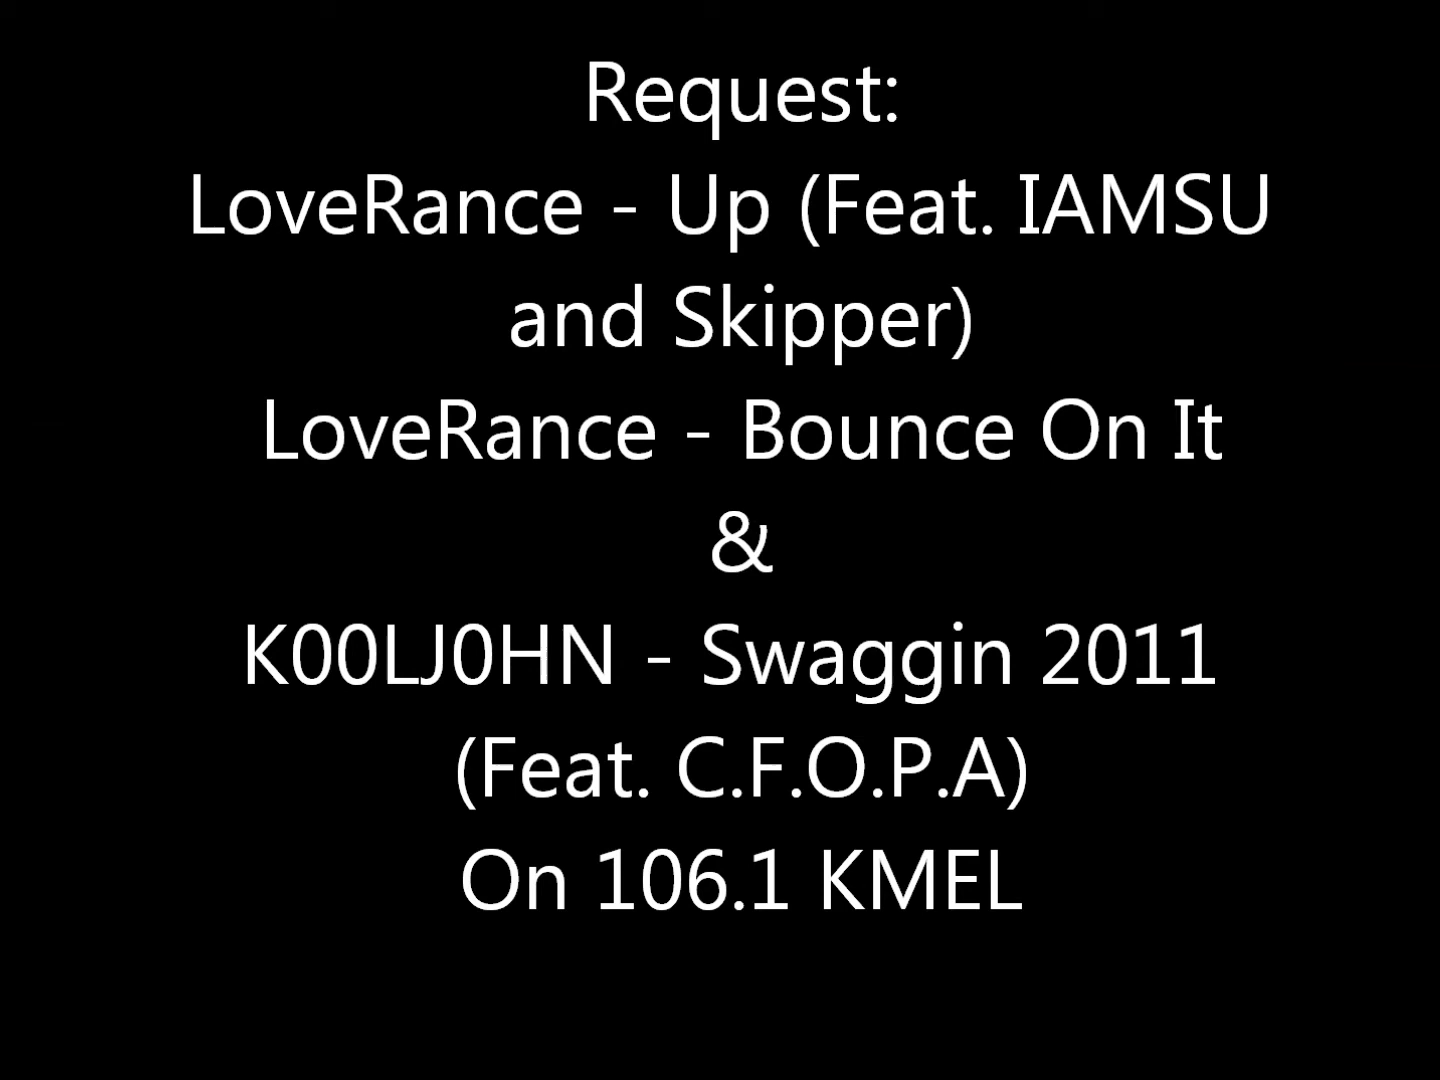 Request:
LoveRance - Up (Feat. IAMSU
and Skipper)
LoveRance - Bounce On It
&
K00LJ0HN - Swaggin 2011
(Feat. C.F.O.P.A)
On 106.1 KMEL